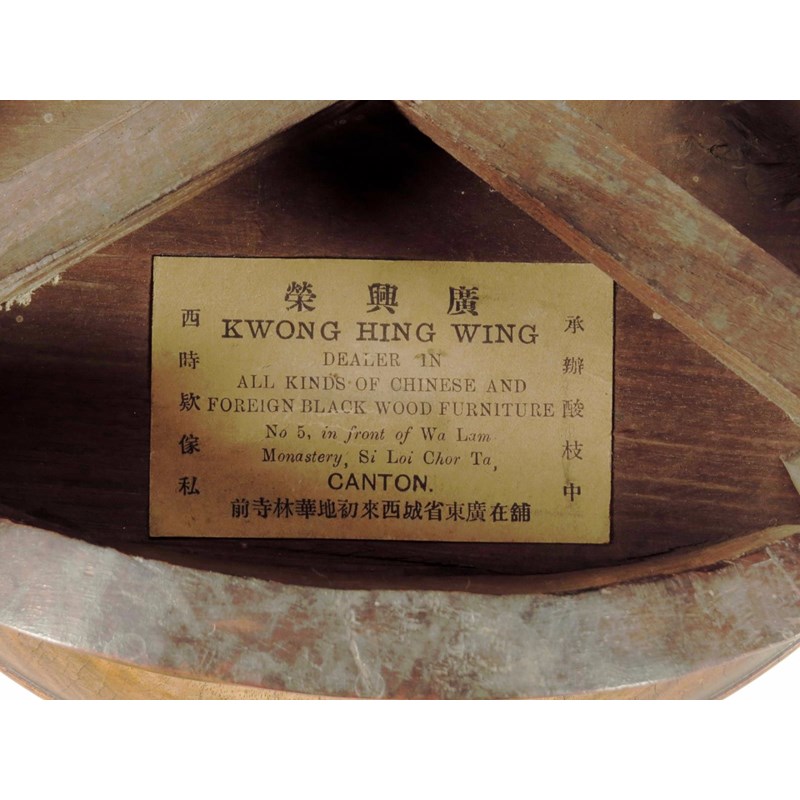 榮興廣
KWONG HING WING
DEALER IN
ALL KINDS OF CHINESE AND
FOREIGN BLACK WOOD FURNITURE
No 5, in front of Wa Lam
Monastery, Si Loi Chor Ta,
CANTON.
前寺林華地初來西城省東廣在舖
承辦酸枝中
西時欵傢私